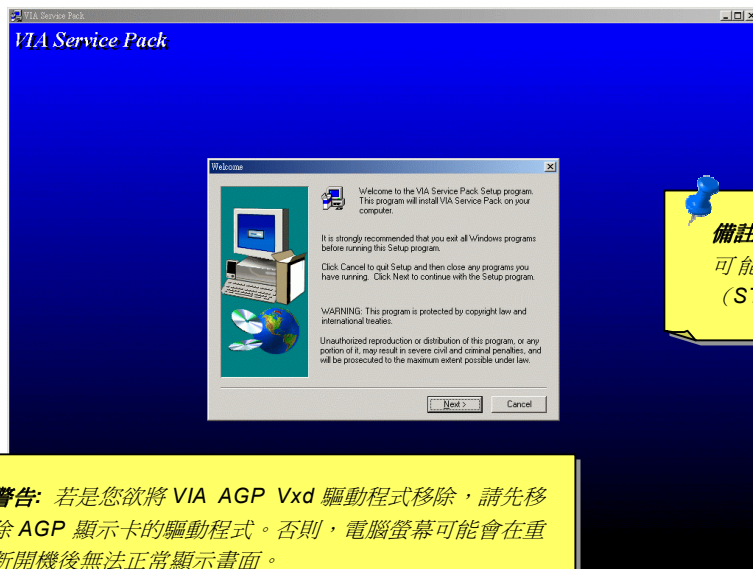 VIA Service Pack
VIA Service Pack
Welcome
Welcome to the VIA Service Pack Setup program.
This program will install VIA Service Pack on your
computer.
It is strongly recommended that you exit all Windows programs
before running this Setup program.
Click Cancel to quit Setup and then close any programs you
have running. Click Next to continue with the Setup program.
WARNING: This program is protected by copyright law and
international treaties.
Unauthorized reproduction or distribution of this program, or any
portion of it, may result in severe civil and criminal penalties, and
will be prosecuted to the maximum extent possible under law.
Next >
Cancel
備註
可能
（ST
警告: 若是您欲將 VIA AGP Vxd 驅動程式移除，請先移
除 AGP 顯示卡的驅動程式。否則，電腦螢幕可能會在重
新開機後無法正常顯示畫面。